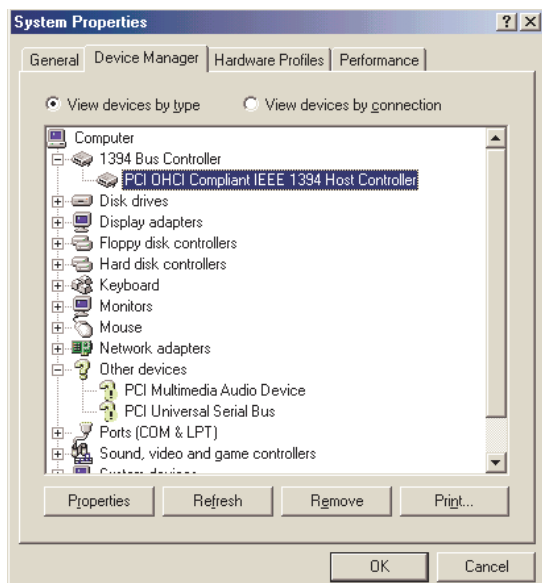 System Properties
General
Device Manager
Hardware Profiles
Performance
View devices by type
View devices by connection
Computer
1394 Bus Controller
PCI OHCI Compliant IEEE 1394 Host Controller
Disk drives
Display adapters
Floppy disk controllers
Hard disk controllers
Keyboard
Monitors
Mouse
Network adapters
Other devices
PCI Multimedia Audio Device
PCI Universal Serial Bus
Ports (COM & LPT)
Sound, video and game controllers
System devices
Properties
Refresh
Remove
Print...
OK
Cancel